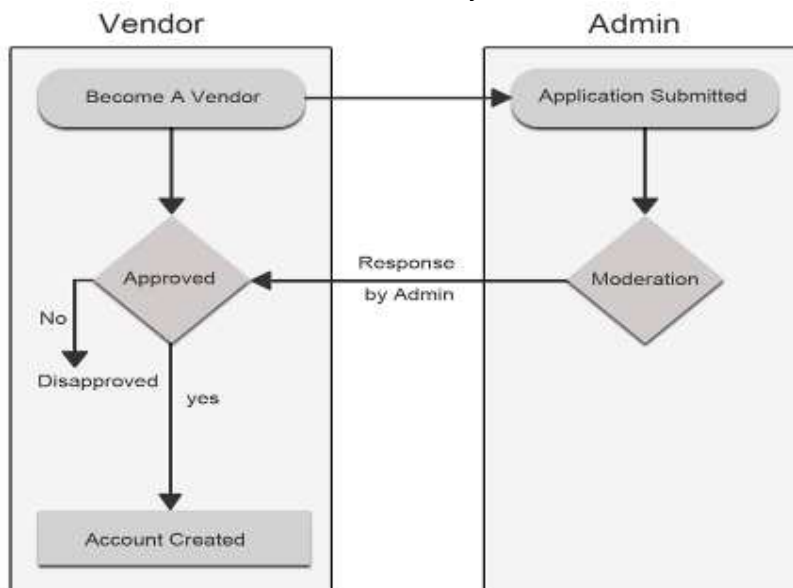 Vendor
Admin
Become A Vendor
Application Submitted
Approved
Response
by Admin
Moderation
No
Disapproved
yes
Account Created